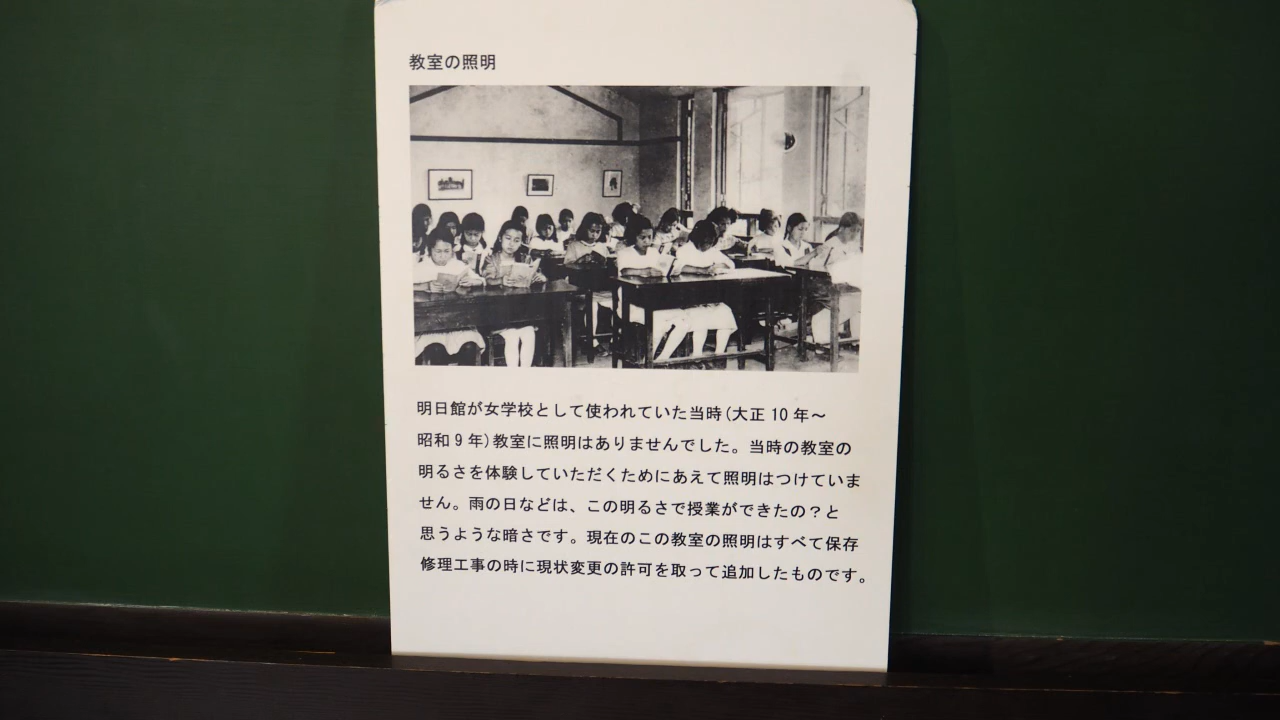 教室の照明
明日館が女学校として使われていた当時(大正10年～
昭和9年)教室に照明はありませんでした。当時の教室の
明るさを体験していただくためにあえて照明はつけていま
せん。雨の日などは、この明るさで授業ができたの？と
思うような暗さです。現在のこの教室の照明はすべて保存
修理工事の時に現状変更の許可を取って追加したものです。